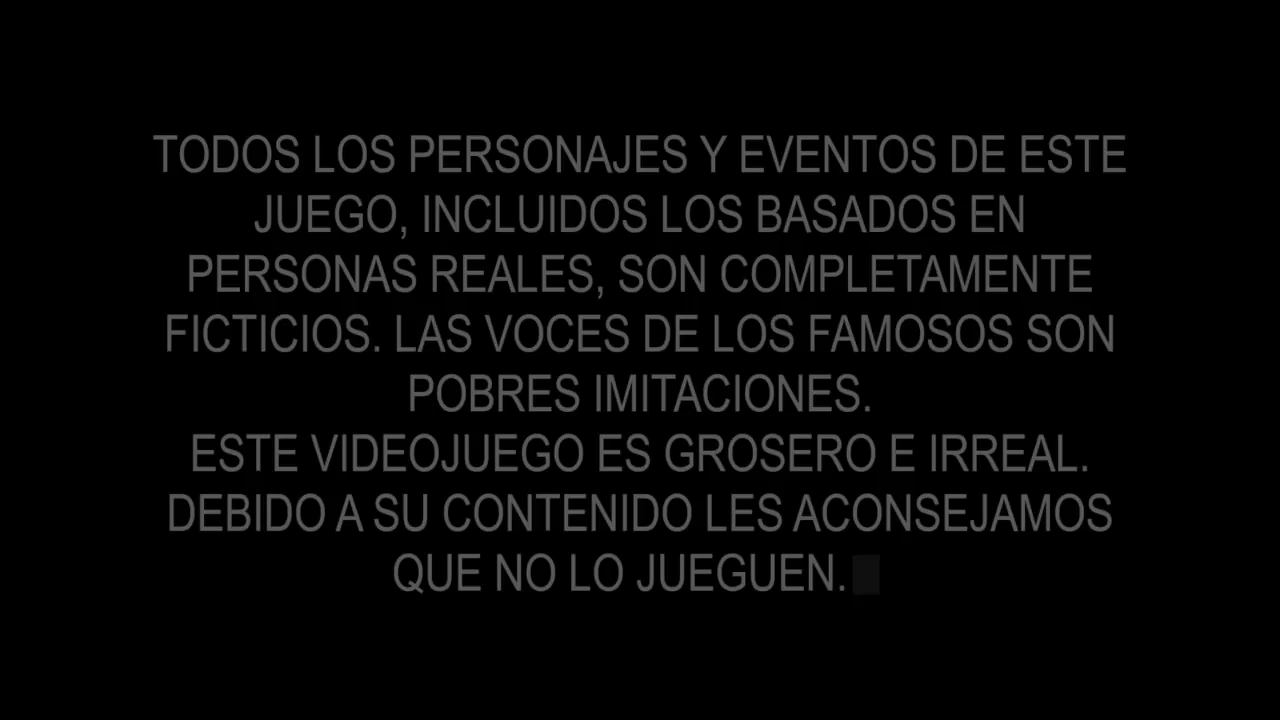 TODOS LOS PERSONAJES Y EVENTOS DE ESTE
JUEGO, INCLUIDOS LOS BASADOS EN
PERSONAS REALES, SON COMPLETAMENTE
FICTICIOS. LAS VOCES DE LOS FAMOSOS SON
POBRES IMITACIONES.
ESTE VIDEOJUEGO ES GROSERO E IRREAL.
DEBIDO A SU CONTENIDO LES ACONSEJAMOS
QUE NO LO JUEGUEN.